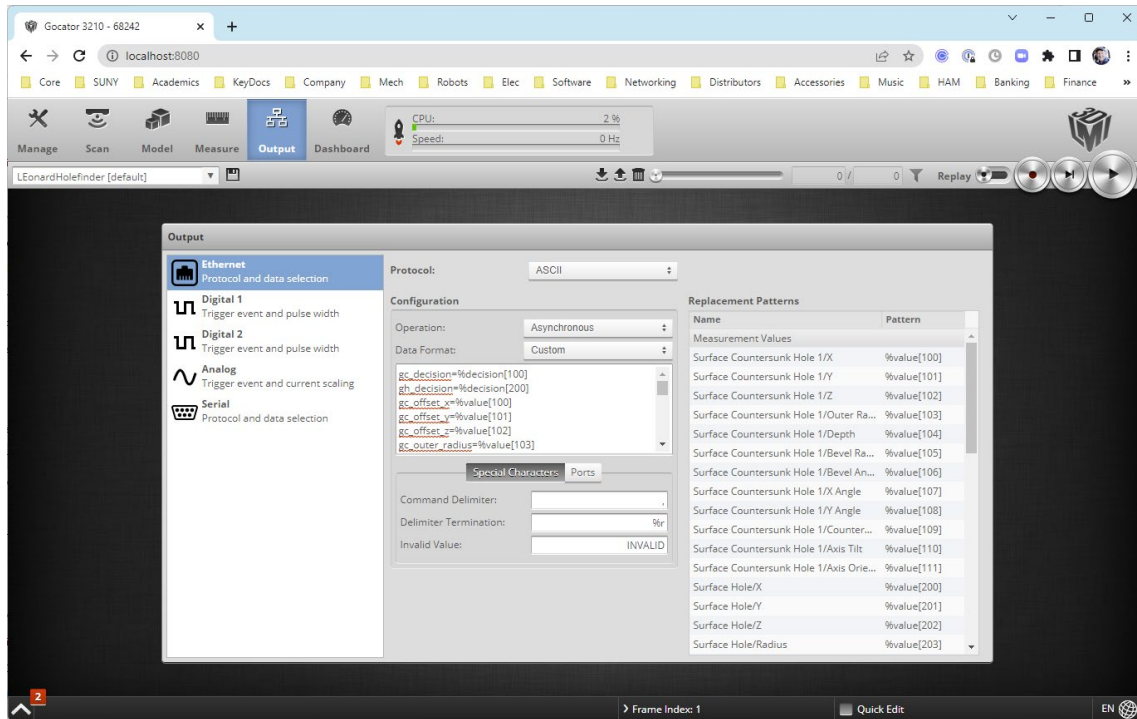 Gocator 3210 - 68242
localhost:8080
Core SUNY Academics KeyDocs Company Mech Robots Elec Software Networking Distributors Accessories Music HAM Banking Finance »
Manage Scan Model Measure Output Dashboard
CPU: 2 %
Speed: 0 Hz
LEonardHolefinder [default]
0 / 0 Replay
Output
Ethernet
Protocol and data selection
Digital 1
Trigger event and pulse width
Digital 2
Trigger event and pulse width
Analog
Trigger event and current scaling
Serial
Protocol and data selection
Protocol: ASCII
Configuration
Operation: Asynchronous
Data Format: Custom
gc_decision=%decision[100]
gh_decision=%decision[200]
gc_offset_x=%value[100]
gc_offset_y=%value[101]
gc_offset_z=%value[102]
gc_outer_radius=%value[103]
Special Characters Ports
Command Delimiter: ,
Delimiter Termination: %r
Invalid Value: INVALID
Replacement Patterns
Name Pattern
Measurement Values
Surface Countersunk Hole 1/X %value[100]
Surface Countersunk Hole 1/Y %value[101]
Surface Countersunk Hole 1/Z %value[102]
Surface Countersunk Hole 1/Outer Ra... %value[103]
Surface Countersunk Hole 1/Depth %value[104]
Surface Countersunk Hole 1/Bevel Ra... %value[105]
Surface Countersunk Hole 1/Bevel An... %value[106]
Surface Countersunk Hole 1/X Angle %value[107]
Surface Countersunk Hole 1/Y Angle %value[108]
Surface Countersunk Hole 1/Counter... %value[109]
Surface Countersunk Hole 1/Axis Tilt %value[110]
Surface Countersunk Hole 1/Axis Orie... %value[111]
Surface Hole/X %value[200]
Surface Hole/Y %value[201]
Surface Hole/Z %value[202]
Surface Hole/Radius %value[203]
2
Frame Index: 1
Quick Edit
EN